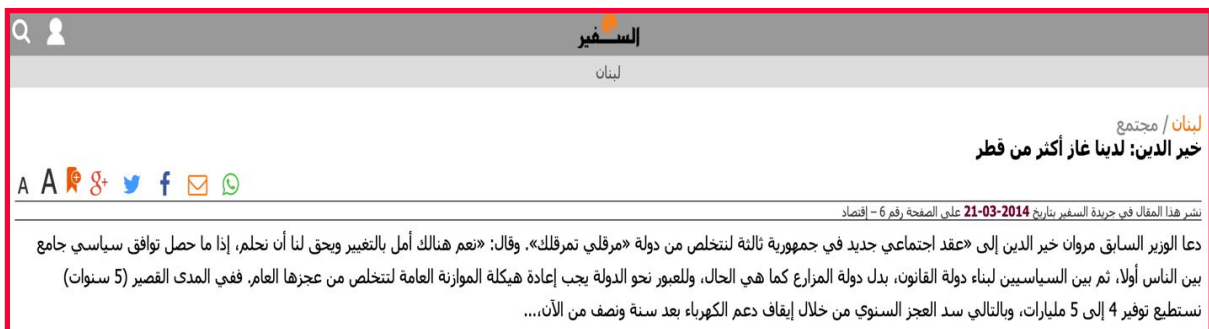 السفير
لبنان
لبنان / مجتمع
خير الدين: لدينا غاز أكثر من قطر
A A g+ f
نشر هذا المقال في جريدة السفير بتاريخ 21-03-2014 على الصفحة رقم 6 – إقتصاد
دعا الوزير السابق مروان خير الدين إلى «عقد اجتماعي جديد في جمهورية ثالثة لنتخلص من دولة «مرقلي تمرقلك». وقال: «نعم هنالك أمل بالتغيير ويحق لنا أن نحلم، إذا ما حصل توافق سياسي جامع
بين الناس أولا، ثم بين السياسيين لبناء دولة القانون، بدل دولة المزارع كما هي الحال، وللعبور نحو الدولة يجب إعادة هيكلة الموازنة العامة لتتخلص من عجزها العام. ففي المدى القصير (5 سنوات)
نستطيع توفير 4 إلى 5 مليارات، وبالتالي سد العجز السنوي من خلال إيقاف دعم الكهرباء بعد سنة ونصف من الآن،...